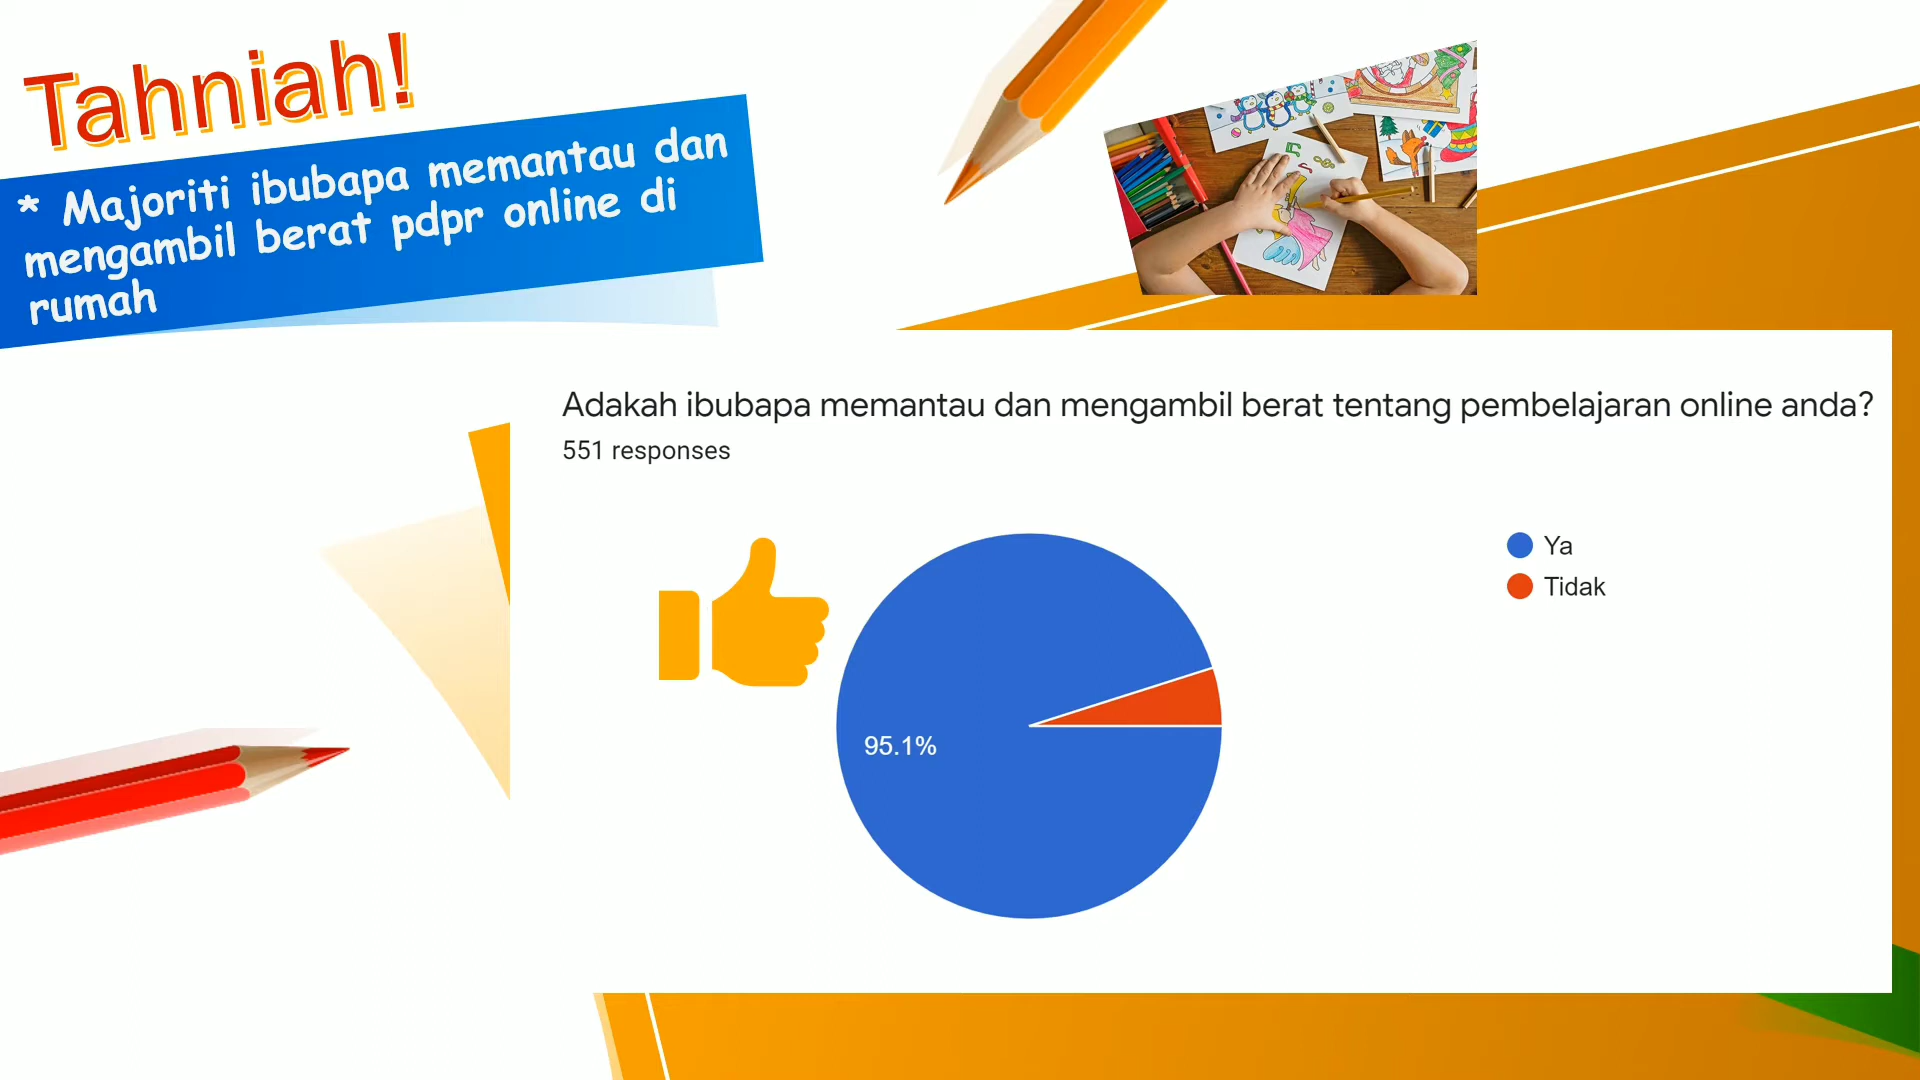 Tahniah!
* Majoriti ibubapa memantau dan
mengambil berat pdpr online di
rumah
Adakah ibubapa memantau dan mengambil berat tentang pembelajaran online anda?
551 responses
Ya
Tidak
95.1%